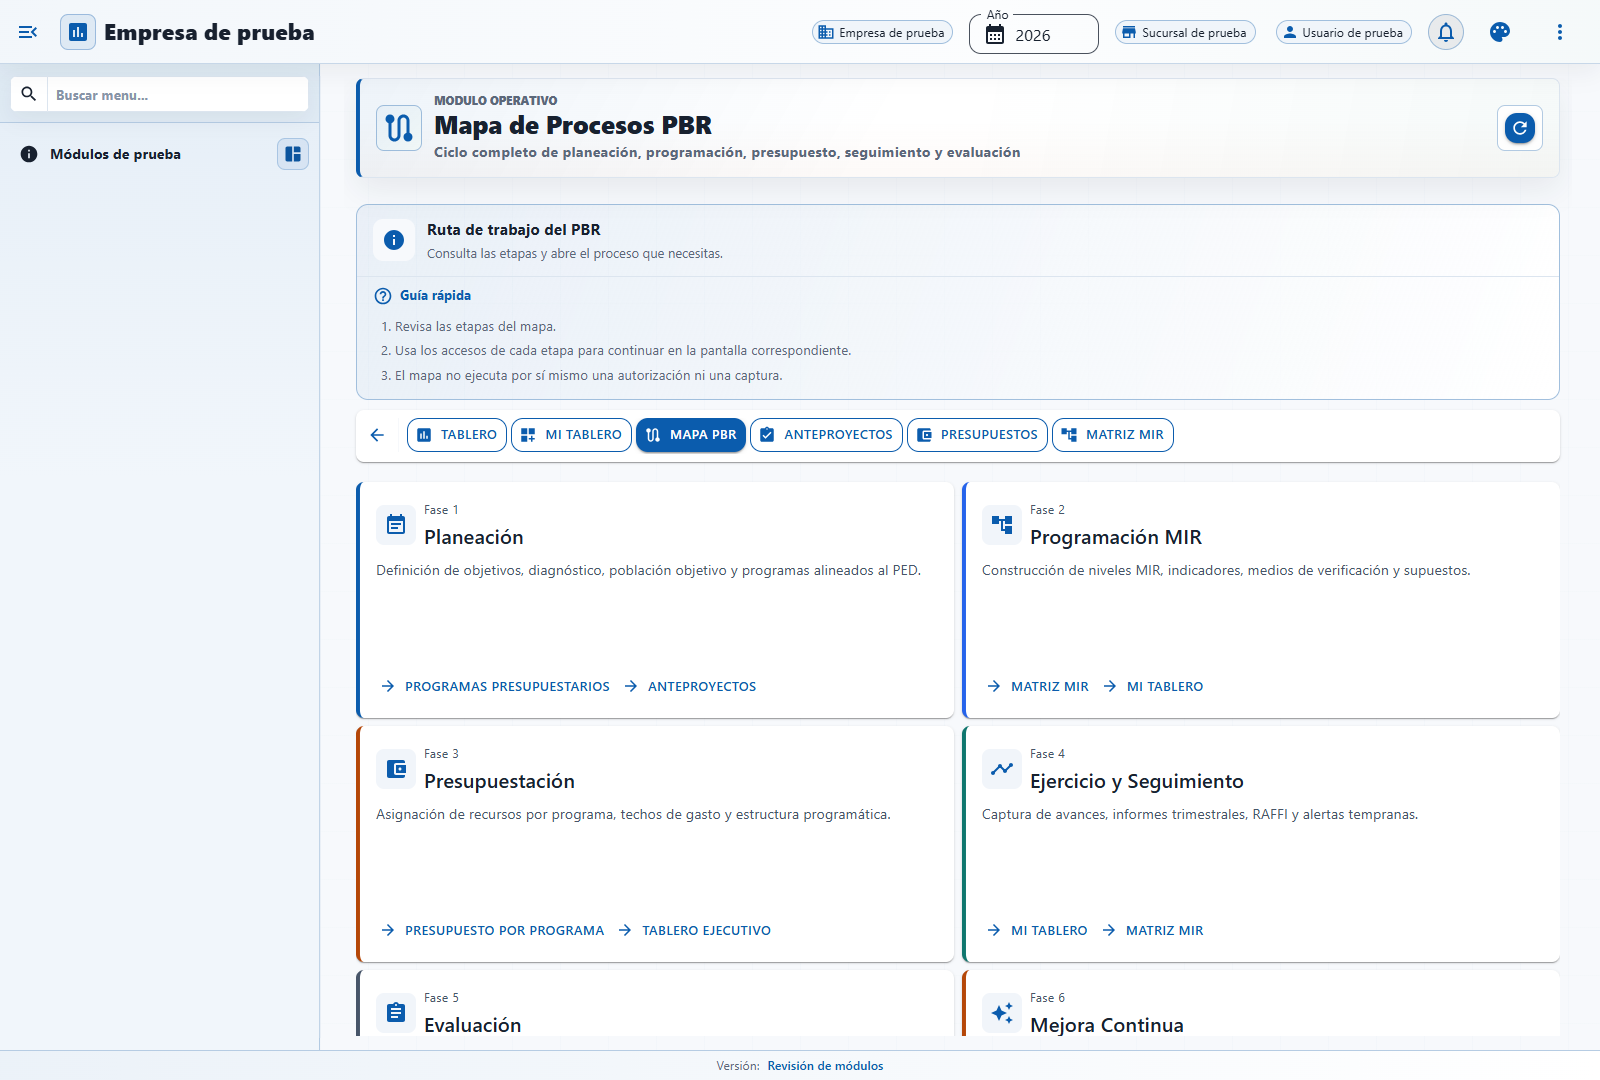 Empresa de prueba
Empresa de prueba
Año
2026
Sucursal de prueba
Usuario de prueba
Buscar menu...
Módulos de prueba
MODULO OPERATIVO
Mapa de Procesos PBR
Ciclo completo de planeación, programación, presupuesto, seguimiento y evaluación
Ruta de trabajo del PBR
Consulta las etapas y abre el proceso que necesitas.
Guía rápida
1. Revisa las etapas del mapa.
2. Usa los accesos de cada etapa para continuar en la pantalla correspondiente.
3. El mapa no ejecuta por sí mismo una autorización ni una captura.
TABLERO
MI TABLERO
MAPA PBR
ANTEPROYECTOS
PRESUPUESTOS
MATRIZ MIR
Fase 1
Planeación
Definición de objetivos, diagnóstico, población objetivo y programas alineados al PED.
PROGRAMAS PRESUPUESTARIOS
ANTEPROYECTOS
Fase 2
Programación MIR
Construcción de niveles MIR, indicadores, medios de verificación y supuestos.
MATRIZ MIR
MI TABLERO
Fase 3
Presupuestación
Asignación de recursos por programa, techos de gasto y estructura programática.
PRESUPUESTO POR PROGRAMA
TABLERO EJECUTIVO
Fase 4
Ejercicio y Seguimiento
Captura de avances, informes trimestrales, RAFFI y alertas tempranas.
MI TABLERO
MATRIZ MIR
Fase 5
Evaluación
Fase 6
Mejora Continua
Versión: Revisión de módulos